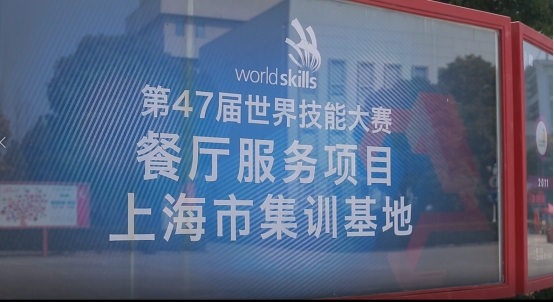 worldskills
第47届世界技能大赛
餐厅服务项目
上海市集训基地
2011